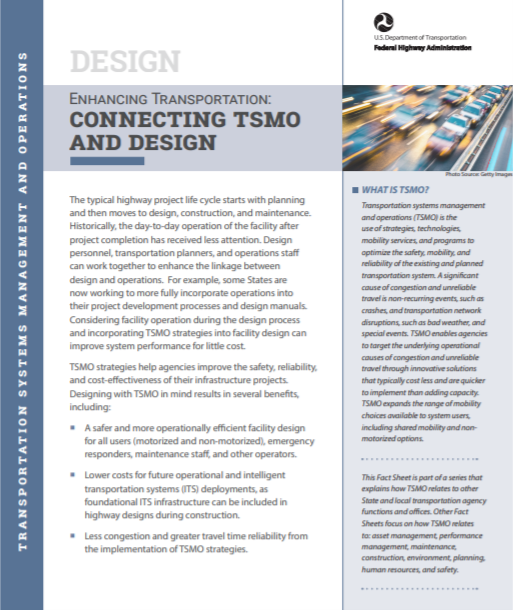 TRANSPORTATION SYSTEMS MANAGEMENT AND OPERATIONS
DESIGN
U.S. Department of Transportation
Federal Highway Administration
ENHANCING TRANSPORTATION:
CONNECTING TSMO
AND DESIGN
Photo Source: Getty Images
The typical highway project life cycle starts with planning
and then moves to design, construction, and maintenance.
Historically, the day-to-day operation of the facility after
project completion has received less attention. Design
personnel, transportation planners, and operations staff
can work together to enhance the linkage between
design and operations. For example, some States are
now working to more fully incorporate operations into
their project development processes and design manuals.
Considering facility operation during the design process
and incorporating TSMO strategies into facility design can
improve system performance for little cost.
TSMO strategies help agencies improve the safety, reliability,
and cost-effectiveness of their infrastructure projects.
Designing with TSMO in mind results in several benefits,
including:
A safer and more operationally efficient facility design
for all users (motorized and non-motorized), emergency
responders, maintenance staff, and other operators.
Lower costs for future operational and intelligent
transportation systems (ITS) deployments, as
foundational ITS infrastructure can be included in
highway designs during construction.
Less congestion and greater travel time reliability from
the implementation of TSMO strategies.
WHAT IS TSMO?
Transportation systems management
and operations (TSMO) is the
use of strategies, technologies,
mobility services, and programs to
optimize the safety, mobility, and
reliability of the existing and planned
transportation system. A significant
cause of congestion and unreliable
travel is non-recurring events, such as
crashes, and transportation network
disruptions, such as bad weather, and
special events. TSMO enables agencies
to target the underlying operational
causes of congestion and unreliable
travel through innovative solutions
that typically cost less and are quicker
to implement than adding capacity.
TSMO expands the range of mobility
choices available to system users,
including shared mobility and non-
motorized options.
This Fact Sheet is part of a series that
explains how TSMO relates to other
State and local transportation agency
functions and offices. Other Fact
Sheets focus on how TSMO relates
to: asset management, performance
management, maintenance,
construction, environment, planning,
human resources, and safety.